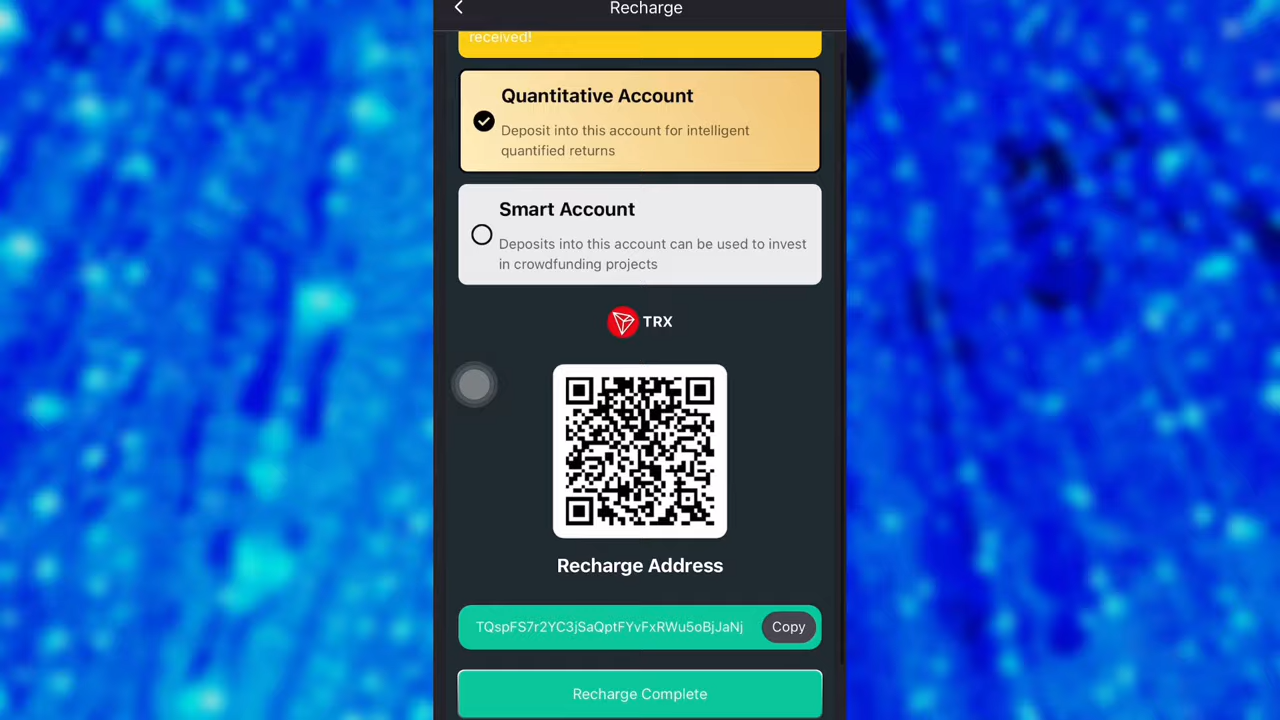 Recharge
received!
Quantitative Account
Deposit into this account for intelligent
quantified returns
Smart Account
Deposits into this account can be used to invest
in crowdfunding projects
TRX
Recharge Address
TQspFS7r2YC3jSaQptFYvFxRWu5oBjJaNj
Copy
Recharge Complete